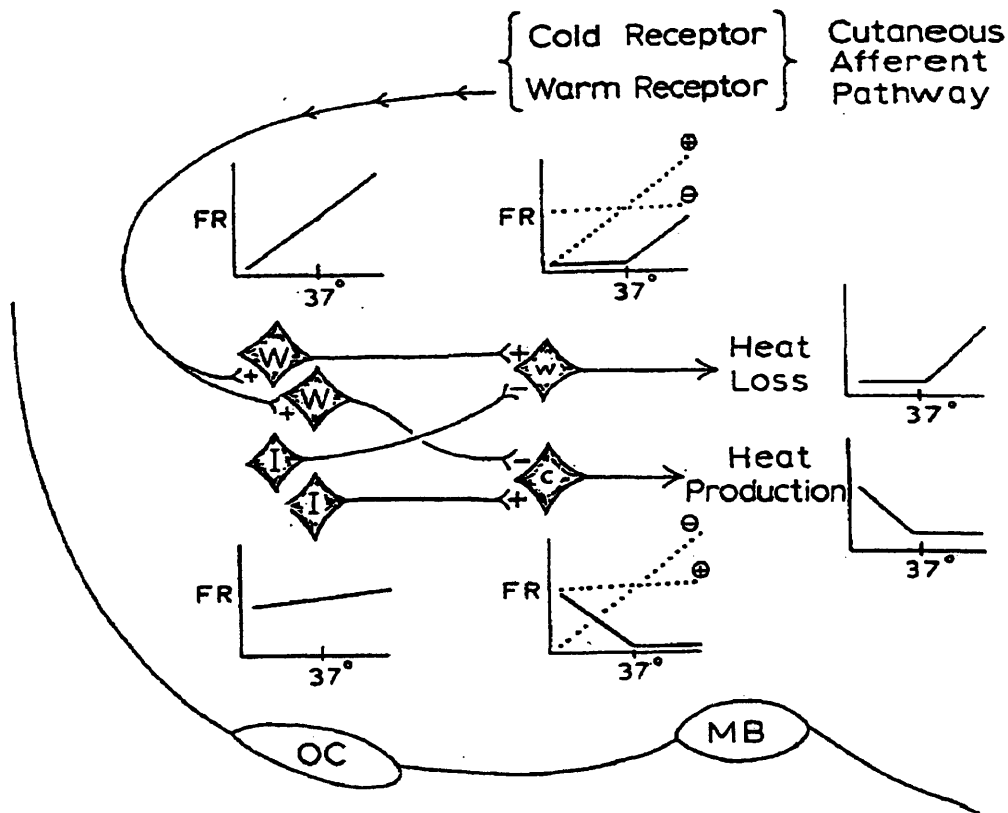 Cold Receptor
Warm Receptor
Cutaneous
Afferent
Pathway
FR
37°
⊕
⊖
FR
37°
W
+
W
+
I
I
+
-
w
-
+
c
Heat
Loss
37°
Heat
Production
37°
FR
37°
⊖
⊕
FR
37°
OC
MB